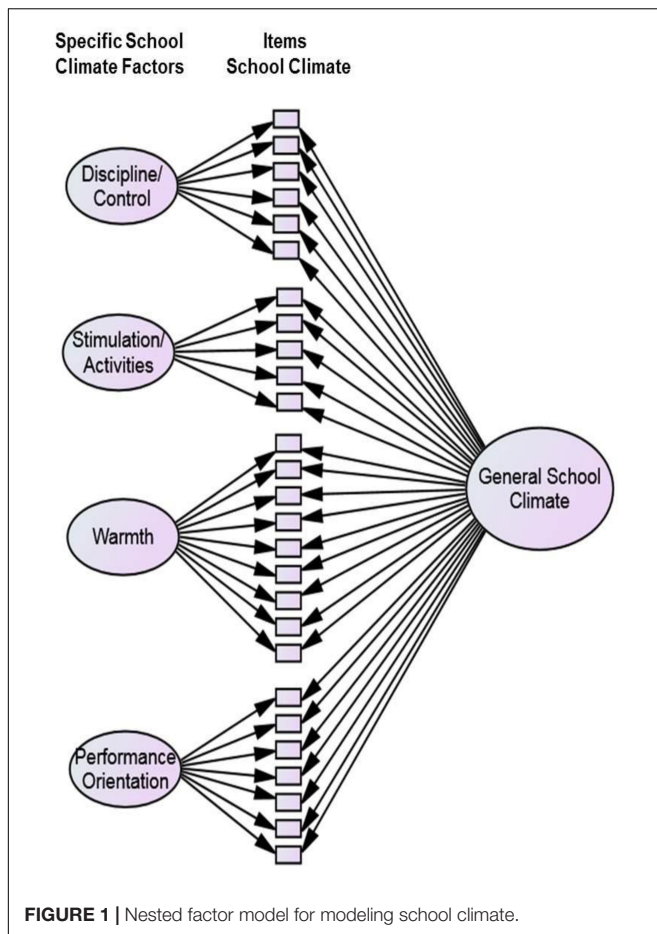 Specific School
Climate Factors
Items
School Climate
Discipline/
Control
Stimulation/
Activities
General School
Climate
Warmth
Performance
Orientation
FIGURE 1 | Nested factor model for modeling school climate.